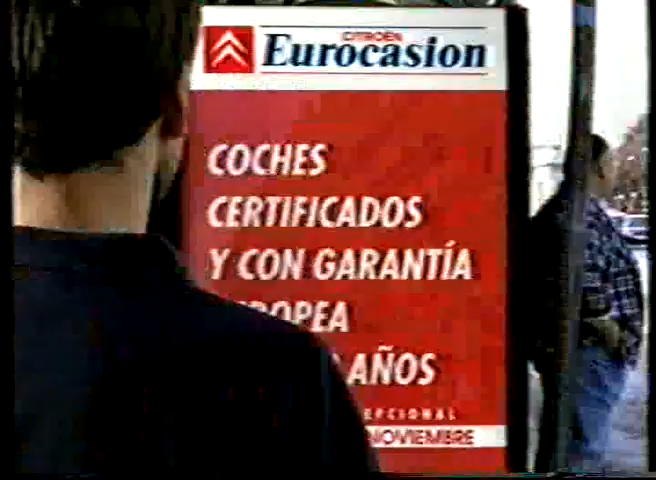 CITROËN
Eurocasion
COCHES
CERTIFICADOS
Y CON GARANTÍA
AÑOS
NOVIEMBRE